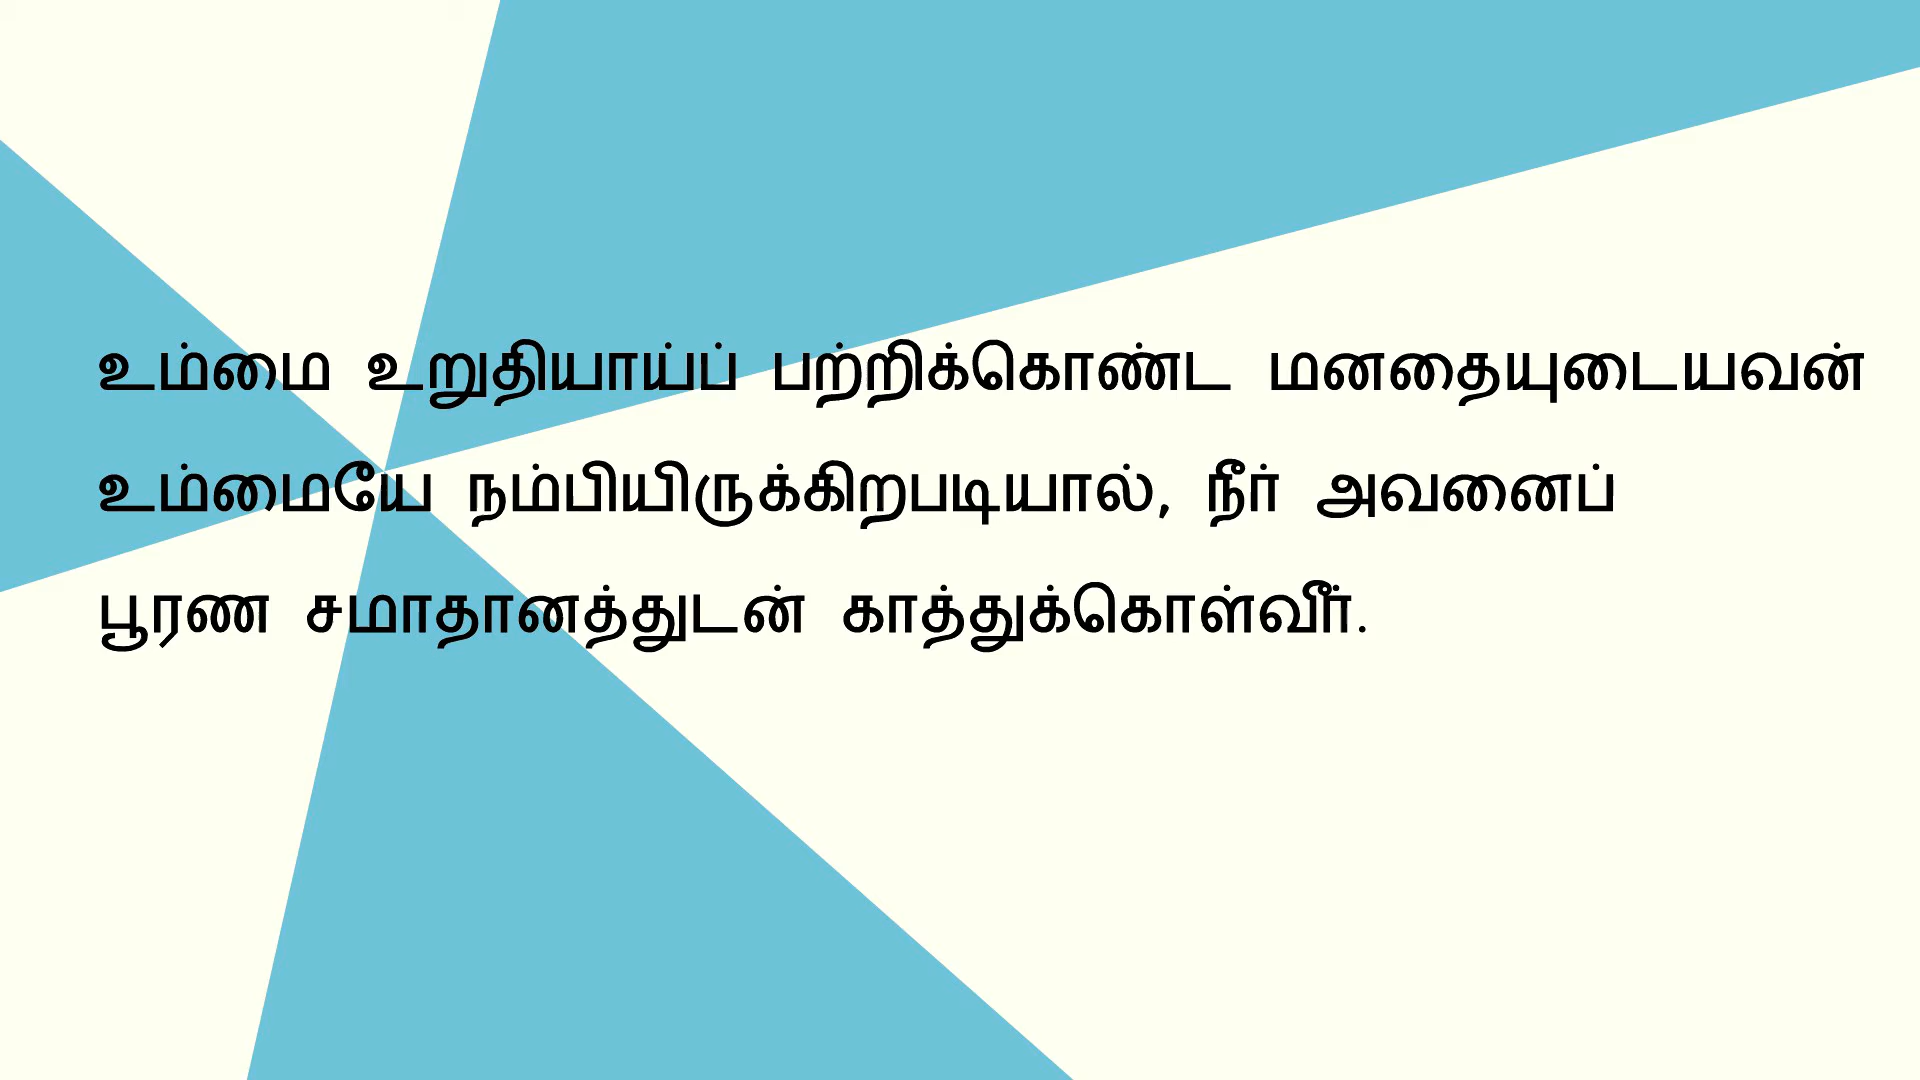 உம்மை உறுதியாய்ப் பற்றிக்கொண்ட மனதையுடையவன்
உம்மையே நம்பியிருக்கிறபடியால், நீர் அவனைப்
பூரண சமாதானத்துடன் காத்துக்கொள்வீர்.